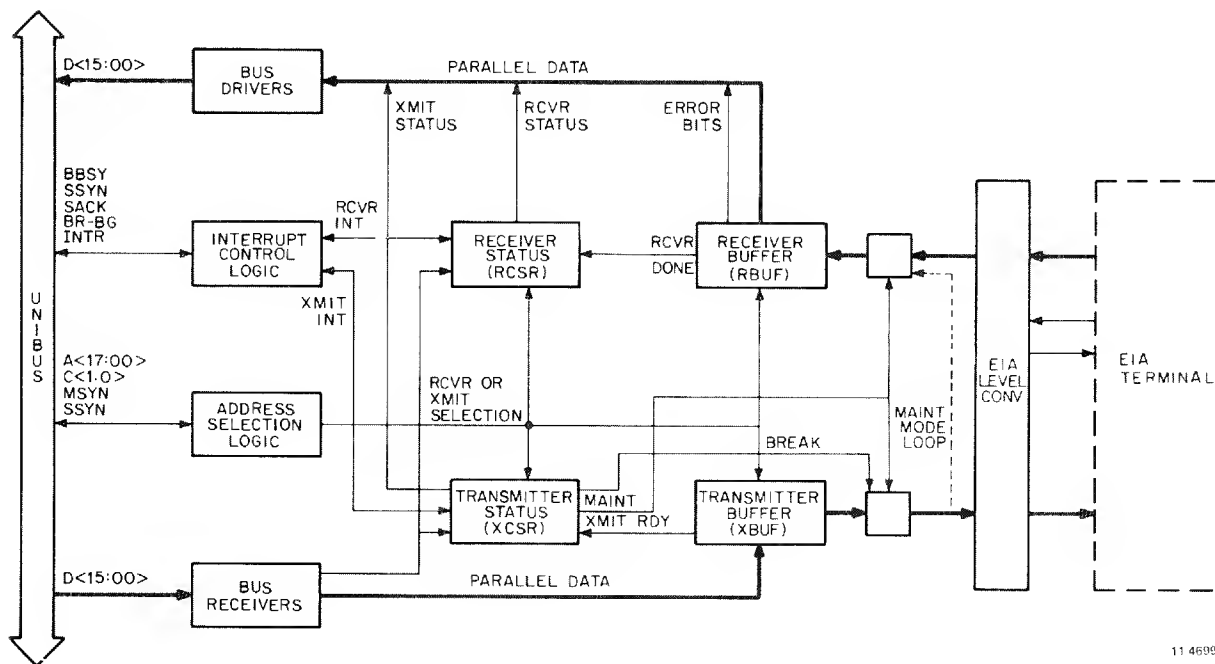 D<15:00>
BUS
DRIVERS
PARALLEL DATA
XMIT
STATUS
RCVR
STATUS
ERROR
BITS
BBSY
SSYN
SACK
BR-BG
INTR
INTERRUPT
CONTROL
LOGIC
RCVR
INT
RECEIVER
STATUS
(RCSR)
RCVR
DONE
RECEIVER
BUFFER
(RBUF)
XMIT
INT
UNIBUS
A<17:00>
C<1:0>
MSYN
SSYN
ADDRESS
SELECTION
LOGIC
RCVR OR
XMIT
SELECTION
EIA
LEVEL
CONV
EIA
TERMINAL
MAINT
MODE
LOOP
BREAK
TRANSMITTER
STATUS
(XCSR)
MAINT
XMIT RDY
TRANSMITTER
BUFFER
(XBUF)
D<15:00>
BUS
RECEIVERS
PARALLEL DATA
11 4699